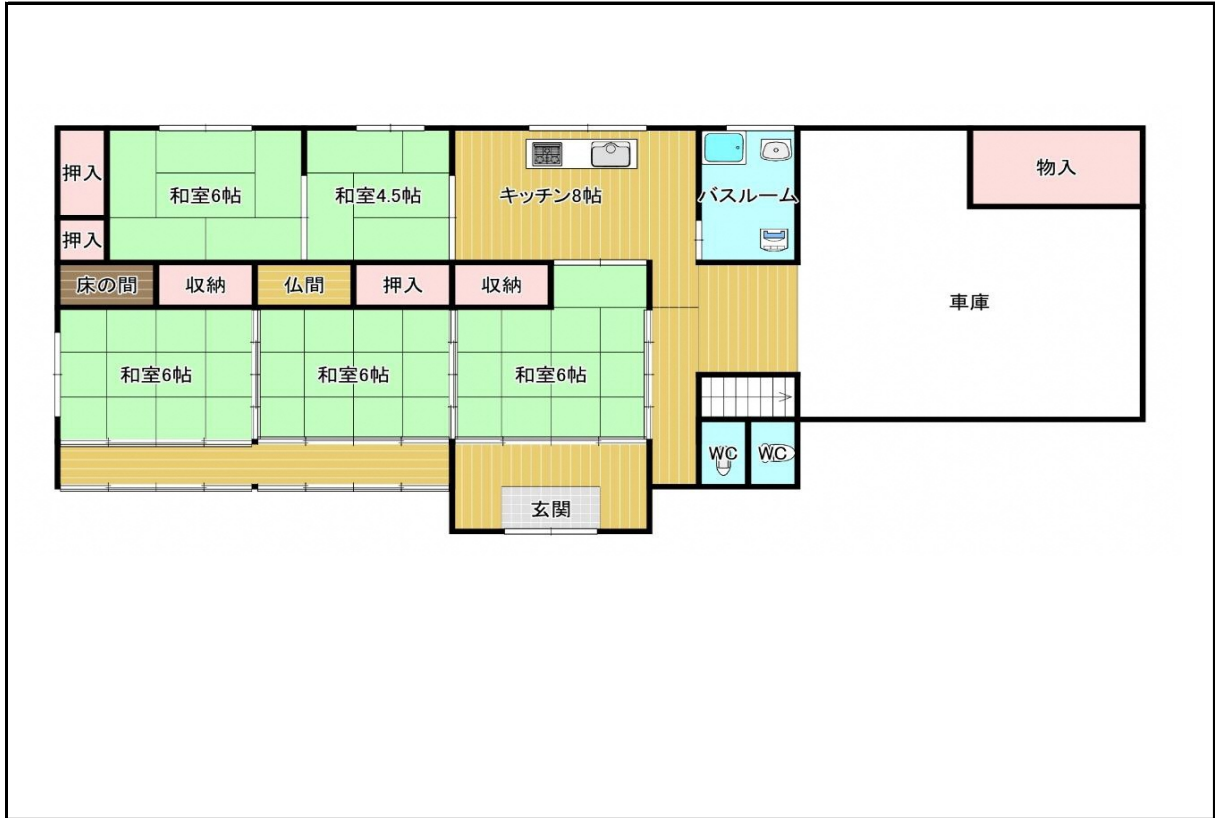 押入
和室6帖
和室4.5帖
キッチン8帖
バスルーム
物入
押入
床の間
収納
仏間
押入
収納
車庫
和室6帖
和室6帖
和室6帖
WC
WC
玄関